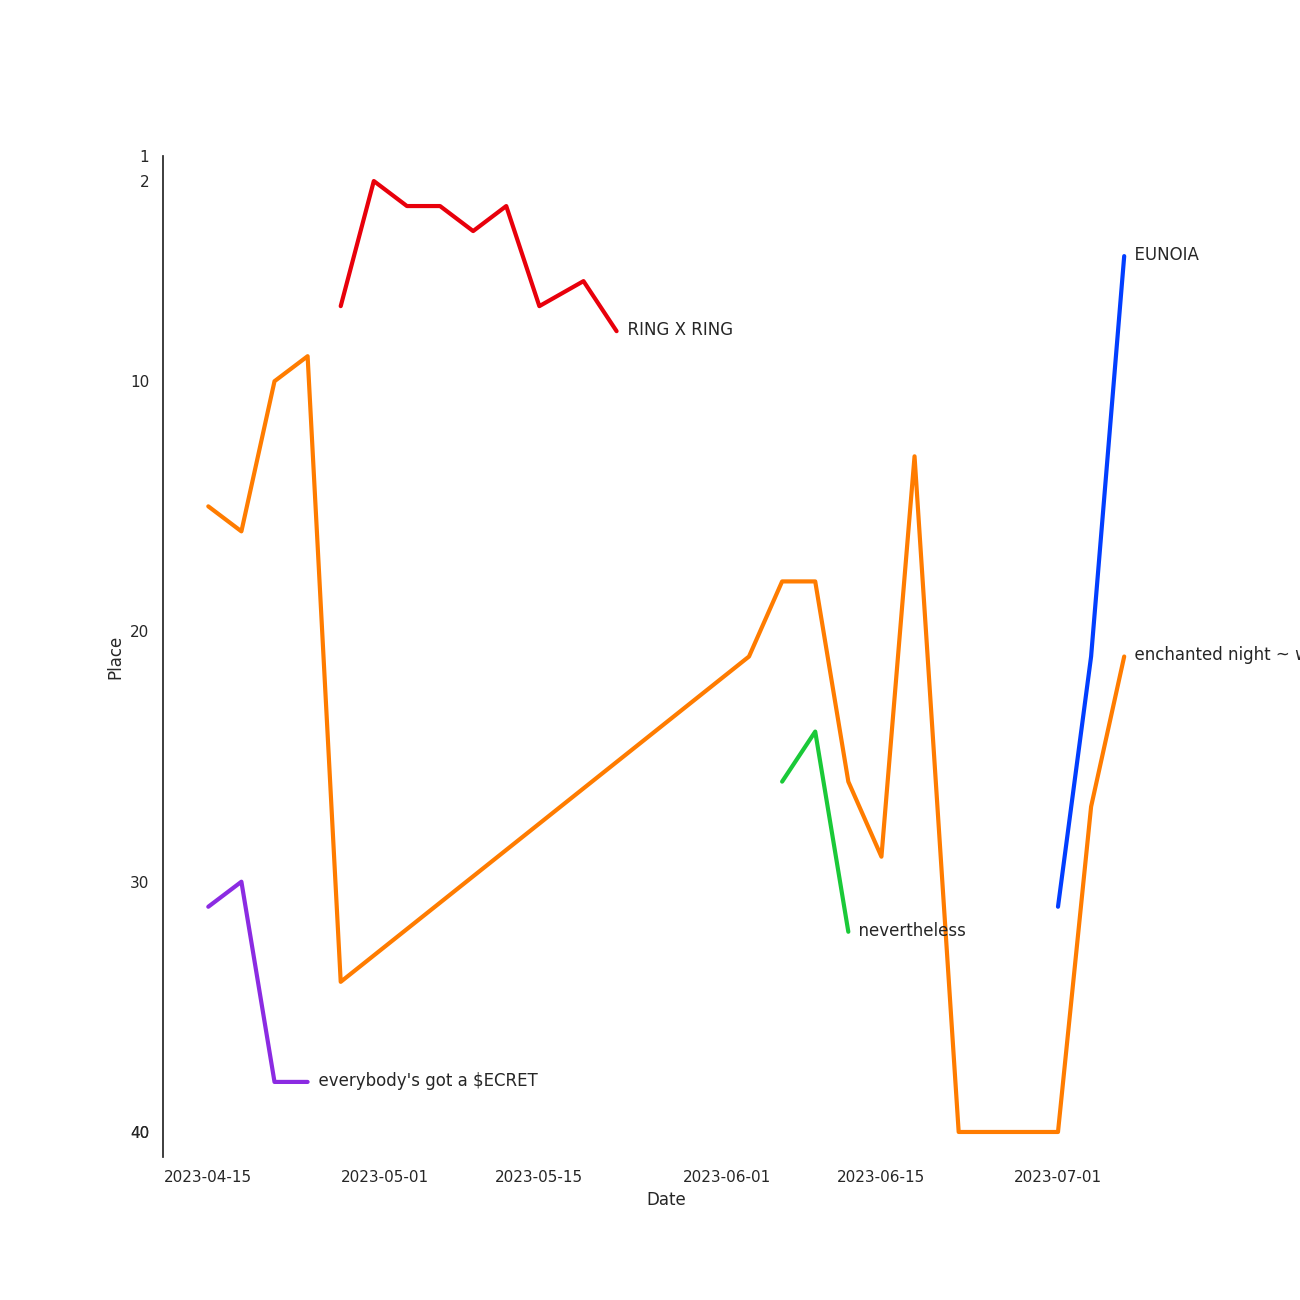 1
2
RING X RING
EUNOIA
10
20
Place
enchanted night ~
30
nevertheless
everybody's got a $ECRET
40
2023-04-15 2023-05-01 2023-05-15 2023-06-01 2023-06-15 2023-07-01
Date